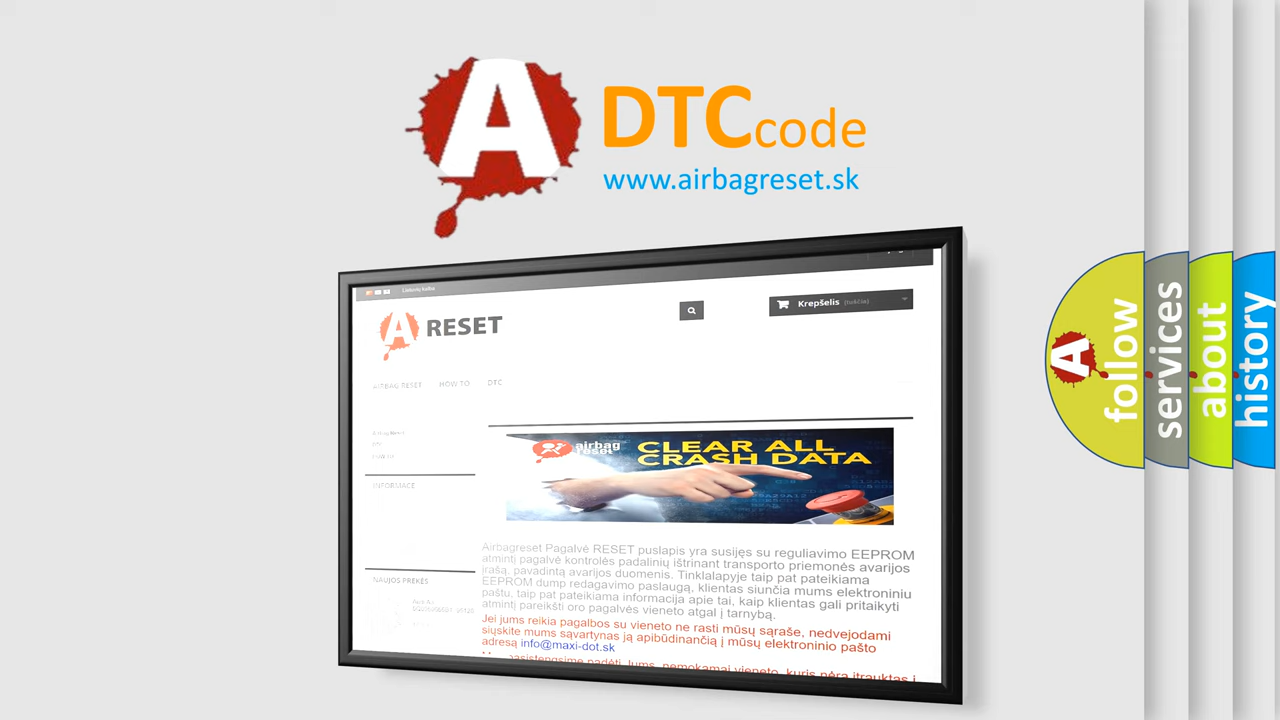 A
DTC code
www.airbagreset.sk
Lietuvių kalba
A RESET
Krepšelis (tuščia)
AIRBAG RESET HOW TO DTC
INFORMACE
NAUJOS PREKĖS
airbag
reset
CLEAR ALL
CRASH DATA
Airbagreset Pagalvė RESET puslapis yra susijęs su reguliavimo EEPROM
atmintį pagalvė kontrolės padalinių ištrinant transporto priemonės avarijos
įrašą, pavadintą avarijos duomenis. Tinklalapyje taip pat pateikiama
EEPROM dump redagavimo paslaugą, klientas siunčia mums elektroniniu
paštu, taip pat pateikiama informacija apie tai, kaip klientas gali pritaikyti
atmintį pareikšti oro pagalvės vieneto atgal į tarnybą.
Jei jums reikia pagalbos su vieneto ne rasti mūsų sąraše, nedvejodami
siųskite mums sąvartynas ją apibūdinančią į mūsų elektroninio pašto
adresą info@maxi-dot.sk
A
follow
services
about
history